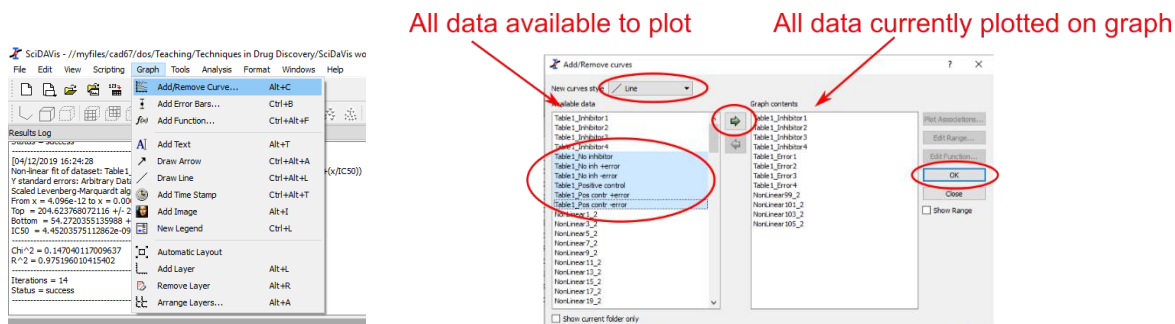 All data available to plot
All data currently plotted on graph
SciDAVis - //myfiles/cad67/dos/Teaching/Techniques in Drug Discovery/SciDaVis wo
File Edit View Scripting Graph Tools Analysis Format Windows Help
Results Log
Status = success
[04/12/2019 16:24:28
Non-linear fit of dataset: Table1_
+(x/IC50))
Y standard errors: Arbitrary Data
Scaled Levenberg-Marquardt alg
From x = 4.096e-12 to x = 0.00
Top = 204.623768072116 +/- 2
Bottom = 54.2720355135988 +
IC50 = 4.45203575112862e-09
Chi^2 = 0.147040117009637
R^2 = 0.975196010415402
Iterations = 14
Status = success
Add/Remove Curve... Alt+C
Add Error Bars... Ctrl+B
Add Function... Ctrl+Alt+F
Add Text Alt+T
Draw Arrow Ctrl+Alt+A
Draw Line Ctrl+Alt+L
Add Time Stamp Ctrl+Alt+T
Add Image Alt+I
New Legend Ctrl+L
Automatic Layout
Add Layer Alt+L
Remove Layer Alt+R
Arrange Layers... Alt+A
Add/Remove curves
New curves style Line
Available data
Table1_Inhibitor1
Table1_Inhibitor2
Table1_Inhibitor3
Table1_Inhibitor4
Table1_No inhibitor
Table1_No inh +error
Table1_No inh -error
Table1_Positive control
Table1_Pos contr +error
Table1_Pos contr -error
NonLinear1_2
NonLinear3_2
NonLinear5_2
NonLinear7_2
NonLinear9_2
NonLinear11_2
NonLinear13_2
NonLinear15_2
NonLinear17_2
NonLinear19_2
Show current folder only
Graph contents
Table1_Inhibitor1
Table1_Inhibitor2
Table1_Inhibitor3
Table1_Inhibitor4
Table1_Error1
Table1_Error2
Table1_Error3
Table1_Error4
NonLinear99_2
NonLinear101_2
NonLinear103_2
NonLinear105_2
Plot Associations...
Edit Range...
Edit Function...
OK
Close
Show Range